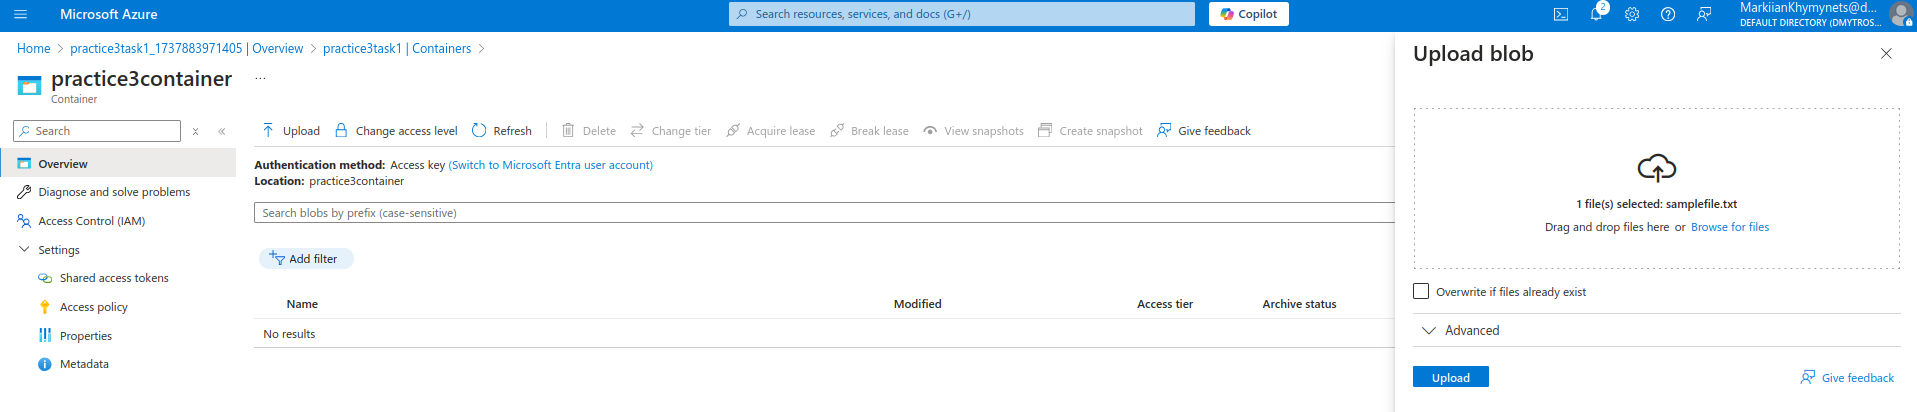 Microsoft Azure
Search resources, services, and docs (G+/)
Copilot
2
MarkiianKhymynets@d...
DEFAULT DIRECTORY (DMYTROS...
Home > practice3task1_1737883971405 | Overview > practice3task1 | Containers >
practice3container
...
Container
Search
Overview
Diagnose and solve problems
Access Control (IAM)
Settings
Shared access tokens
Access policy
Properties
Metadata
Upload
Change access level
Refresh
Delete
Change tier
Acquire lease
Break lease
View snapshots
Create snapshot
Give feedback
Authentication method: Access key (Switch to Microsoft Entra user account)
Location: practice3container
Search blobs by prefix (case-sensitive)
Add filter
Name Modified Access tier Archive status
No results
Upload blob
1 file(s) selected: samplefile.txt
Drag and drop files here or Browse for files
Overwrite if files already exist
Advanced
Upload
Give feedback